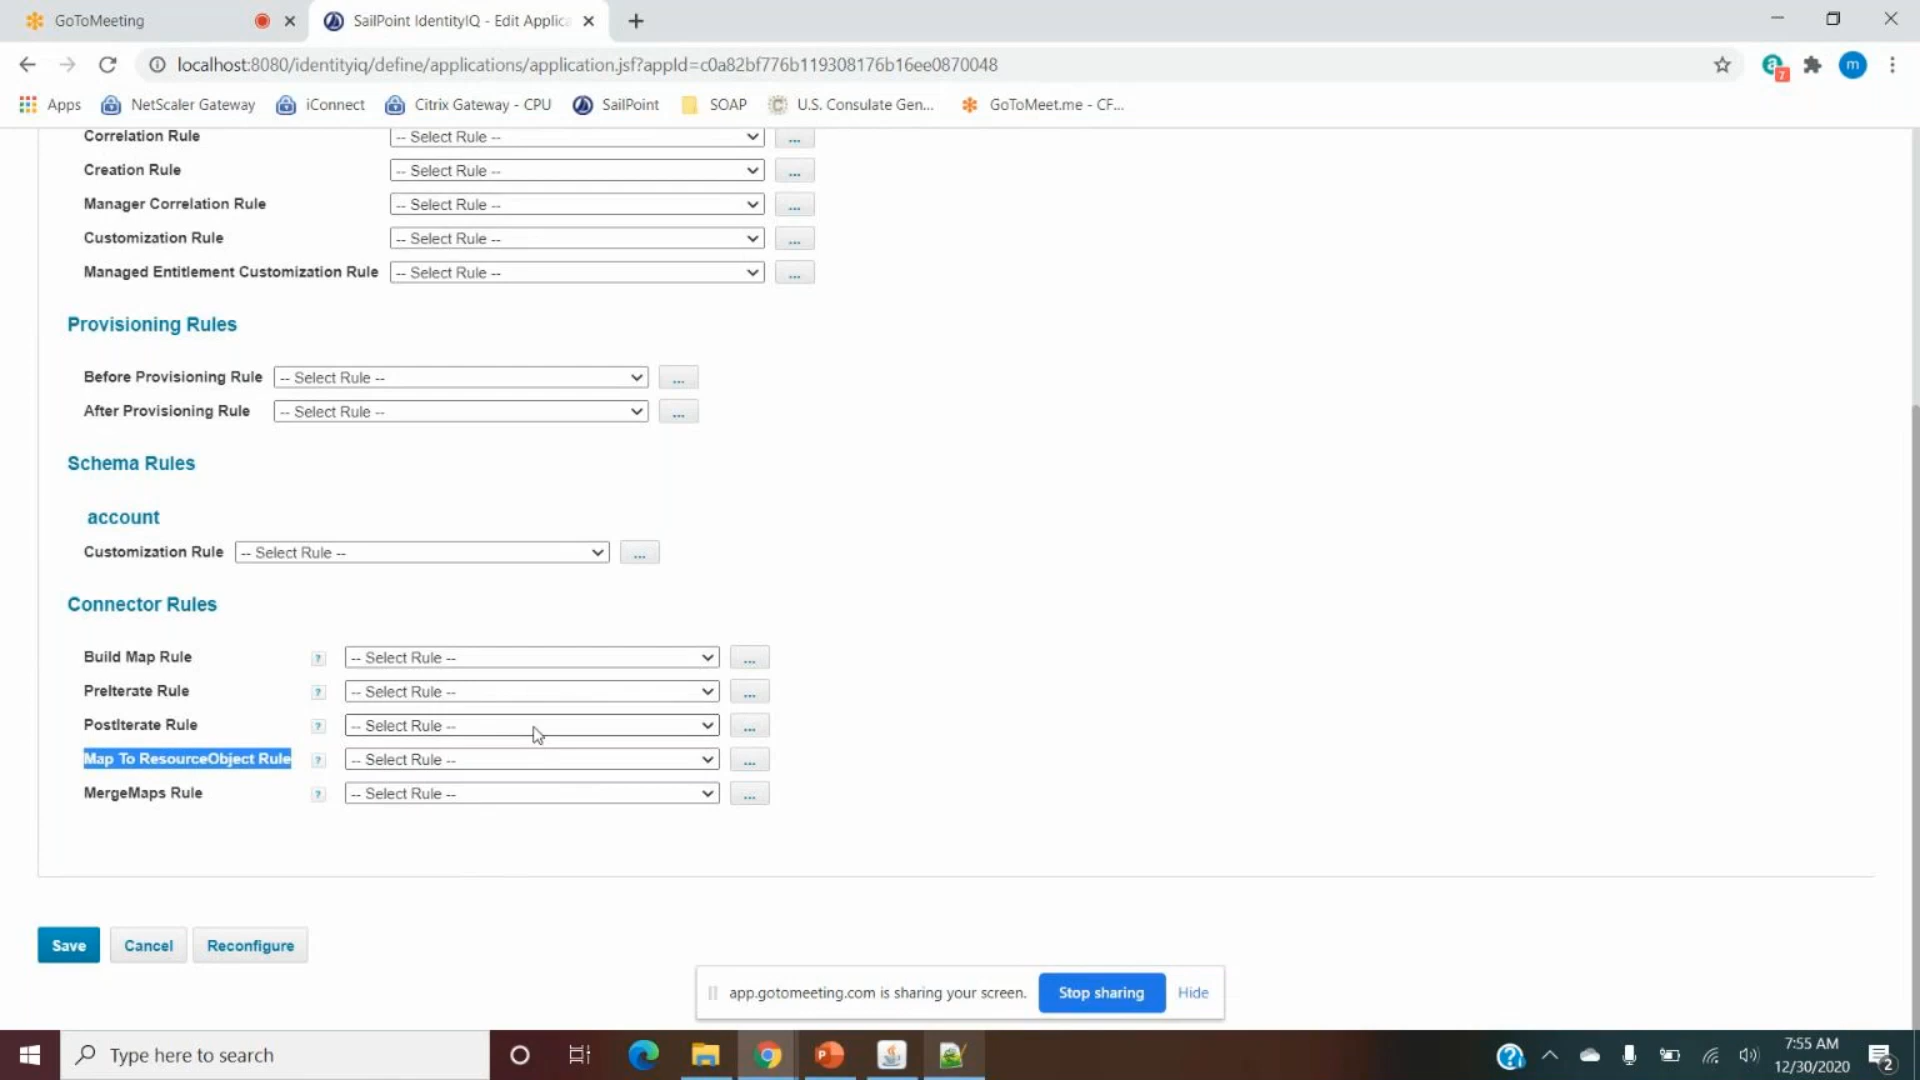 GoToMeeting
SailPoint IdentityIQ - Edit Applica
localhost:8080/identityiq/define/applications/application.jsf?appId=c0a82bf776b119308176b16ee0870048
a 7 m
Apps NetScaler Gateway iConnect Citrix Gateway - CPU SailPoint SOAP U.S. Consulate Gen... GoToMeet.me - CF...
Correlation Rule -- Select Rule -- ...
Creation Rule -- Select Rule -- ...
Manager Correlation Rule -- Select Rule -- ...
Customization Rule -- Select Rule -- ...
Managed Entitlement Customization Rule -- Select Rule -- ...
Provisioning Rules
Before Provisioning Rule -- Select Rule -- ...
After Provisioning Rule -- Select Rule -- ...
Schema Rules
account
Customization Rule -- Select Rule -- ...
Connector Rules
Build Map Rule ? -- Select Rule -- ...
PreIterate Rule ? -- Select Rule -- ...
PostIterate Rule ? -- Select Rule -- ...
Map To ResourceObject Rule ? -- Select Rule -- ...
MergeMaps Rule ? -- Select Rule -- ...
Save Cancel Reconfigure
app.gotomeeting.com is sharing your screen. Stop sharing Hide
Type here to search
7:55 AM
12/30/2020
2